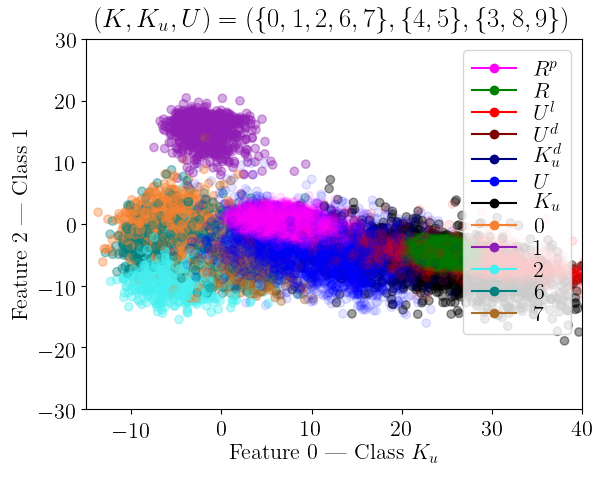 (K, K_u, U) = ({0, 1, 2, 6, 7}, {4, 5}, {3, 8, 9})
30
20
10
0
−10
−20
−30
Feature 2 — Class 1
−10 0 10 20 30 40
Feature 0 — Class K_u
R^p
R
U^l
U^d
K_u^d
U
K_u
0
1
2
6
7